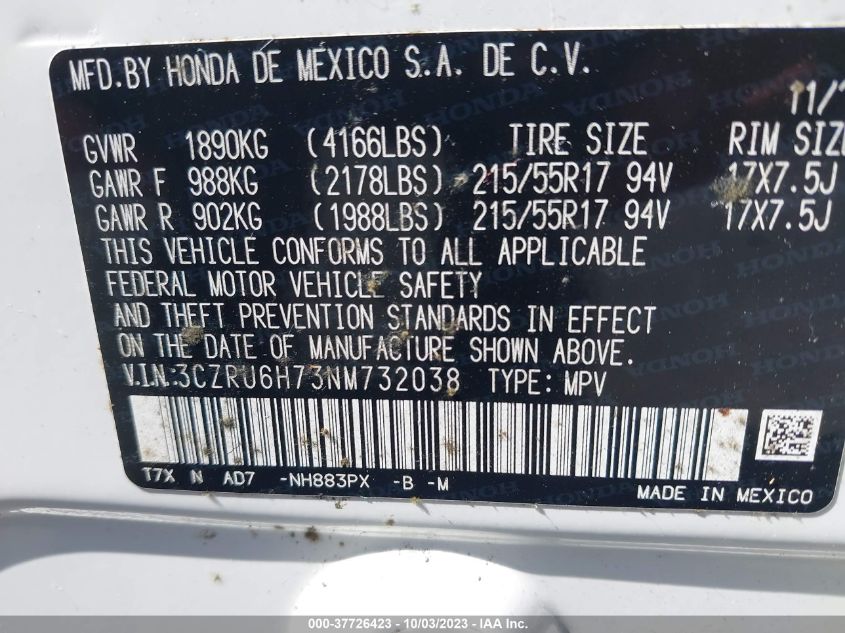 MFD.BY HONDA DE MEXICO S.A. DE C.V.
11/
GVWR 1890KG (4166LBS) TIRE SIZE RIM SIZE
GAWR F 988KG (2178LBS) 215/55R17 94V 17X7.5J
GAWR R 902KG (1988LBS) 215/55R17 94V 17X7.5J
THIS VEHICLE CONFORMS TO ALL APPLICABLE
FEDERAL MOTOR VEHICLE SAFETY
AND THEFT PREVENTION STANDARDS IN EFFECT
ON THE DATE OF MANUFACTURE SHOWN ABOVE.
V.I.N:3CZRU6H73NM732038 TYPE: MPV
T7X N AD7 -NH883PX -B -M
MADE IN MEXICO
000-37726423 - 10/03/2023 - IAA Inc.